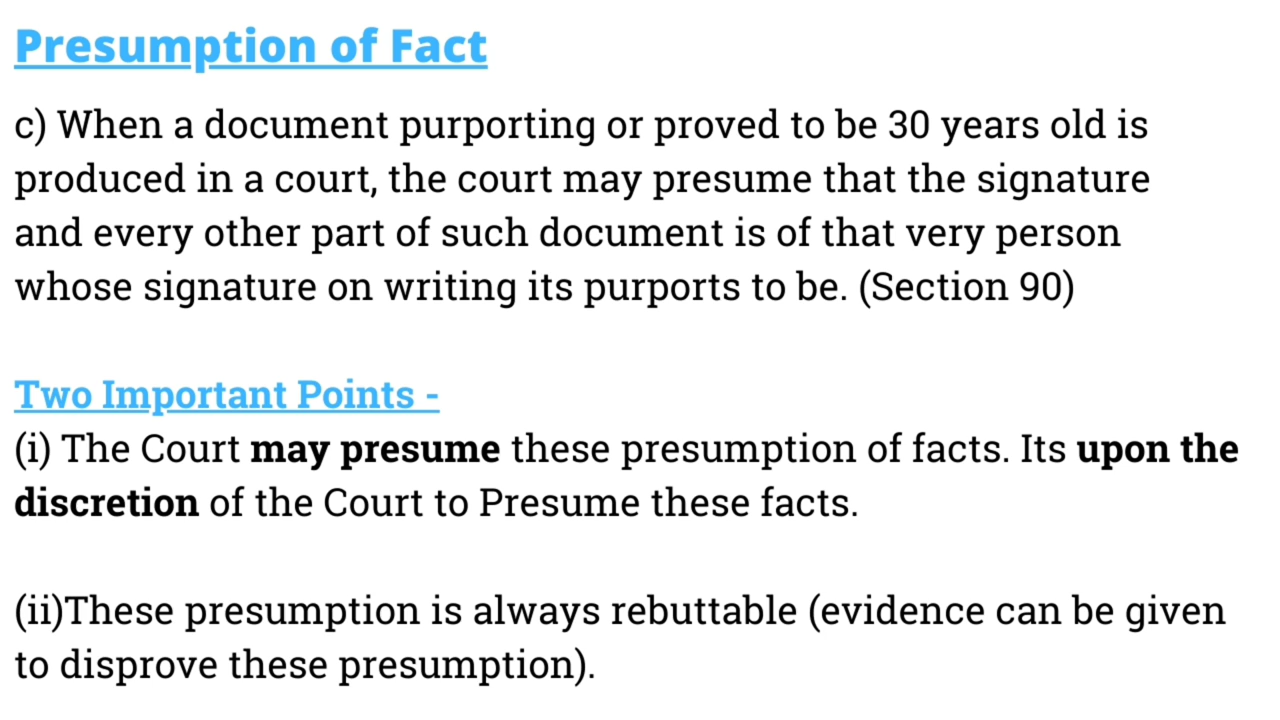 Presumption of Fact
c) When a document purporting or proved to be 30 years old is
produced in a court, the court may presume that the signature
and every other part of such document is of that very person
whose signature on writing its purports to be. (Section 90)
Two Important Points -
(i) The Court may presume these presumption of facts. Its upon the
discretion of the Court to Presume these facts.
(ii)These presumption is always rebuttable (evidence can be given
to disprove these presumption).